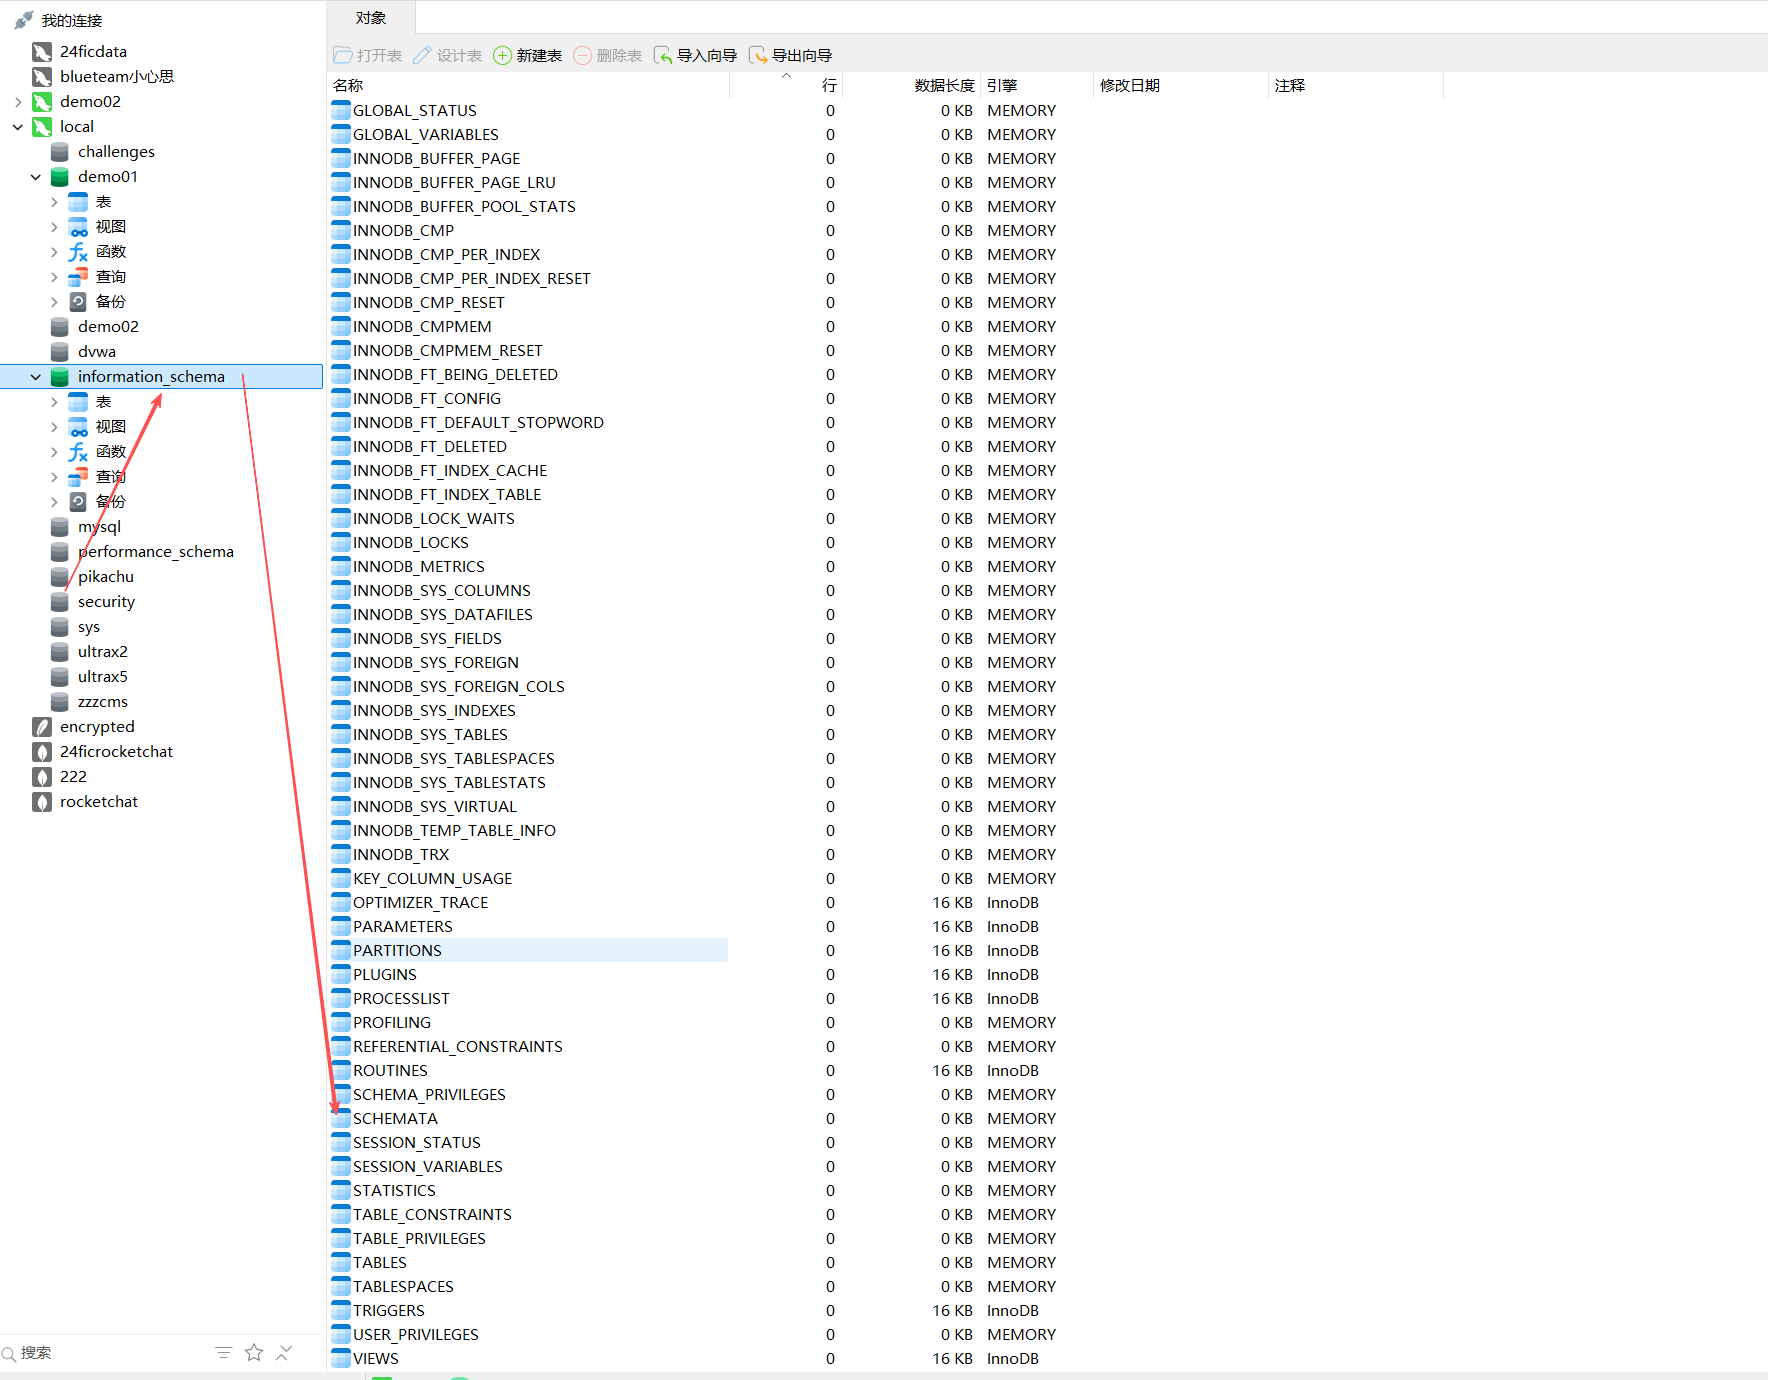 我的连接
24ficdata
blueteam小心思
demo02
local
challenges
demo01
表
视图
函数
查询
备份
demo02
dvwa
information_schema
表
视图
函数
查询
备份
mysql
performance_schema
pikachu
security
sys
ultrax2
ultrax5
zzzcms
encrypted
24ficrocketchat
222
rocketchat
搜索
对象
打开表 设计表 新建表 删除表 导入向导 导出向导
名称 行 数据长度 引擎 修改日期 注释
GLOBAL_STATUS 0 0 KB MEMORY
GLOBAL_VARIABLES 0 0 KB MEMORY
INNODB_BUFFER_PAGE 0 0 KB MEMORY
INNODB_BUFFER_PAGE_LRU 0 0 KB MEMORY
INNODB_BUFFER_POOL_STATS 0 0 KB MEMORY
INNODB_CMP 0 0 KB MEMORY
INNODB_CMP_PER_INDEX 0 0 KB MEMORY
INNODB_CMP_PER_INDEX_RESET 0 0 KB MEMORY
INNODB_CMP_RESET 0 0 KB MEMORY
INNODB_CMPMEM 0 0 KB MEMORY
INNODB_CMPMEM_RESET 0 0 KB MEMORY
INNODB_FT_BEING_DELETED 0 0 KB MEMORY
INNODB_FT_CONFIG 0 0 KB MEMORY
INNODB_FT_DEFAULT_STOPWORD 0 0 KB MEMORY
INNODB_FT_DELETED 0 0 KB MEMORY
INNODB_FT_INDEX_CACHE 0 0 KB MEMORY
INNODB_FT_INDEX_TABLE 0 0 KB MEMORY
INNODB_LOCK_WAITS 0 0 KB MEMORY
INNODB_LOCKS 0 0 KB MEMORY
INNODB_METRICS 0 0 KB MEMORY
INNODB_SYS_COLUMNS 0 0 KB MEMORY
INNODB_SYS_DATAFILES 0 0 KB MEMORY
INNODB_SYS_FIELDS 0 0 KB MEMORY
INNODB_SYS_FOREIGN 0 0 KB MEMORY
INNODB_SYS_FOREIGN_COLS 0 0 KB MEMORY
INNODB_SYS_INDEXES 0 0 KB MEMORY
INNODB_SYS_TABLES 0 0 KB MEMORY
INNODB_SYS_TABLESPACES 0 0 KB MEMORY
INNODB_SYS_TABLESTATS 0 0 KB MEMORY
INNODB_SYS_VIRTUAL 0 0 KB MEMORY
INNODB_TEMP_TABLE_INFO 0 0 KB MEMORY
INNODB_TRX 0 0 KB MEMORY
KEY_COLUMN_USAGE 0 0 KB MEMORY
OPTIMIZER_TRACE 0 16 KB InnoDB
PARAMETERS 0 16 KB InnoDB
PARTITIONS 0 16 KB InnoDB
PLUGINS 0 16 KB InnoDB
PROCESSLIST 0 16 KB InnoDB
PROFILING 0 0 KB MEMORY
REFERENTIAL_CONSTRAINTS 0 0 KB MEMORY
ROUTINES 0 16 KB InnoDB
SCHEMA_PRIVILEGES 0 0 KB MEMORY
SCHEMATA 0 0 KB MEMORY
SESSION_STATUS 0 0 KB MEMORY
SESSION_VARIABLES 0 0 KB MEMORY
STATISTICS 0 0 KB MEMORY
TABLE_CONSTRAINTS 0 0 KB MEMORY
TABLE_PRIVILEGES 0 0 KB MEMORY
TABLES 0 0 KB MEMORY
TABLESPACES 0 0 KB MEMORY
TRIGGERS 0 16 KB InnoDB
USER_PRIVILEGES 0 0 KB MEMORY
VIEWS 0 16 KB InnoDB